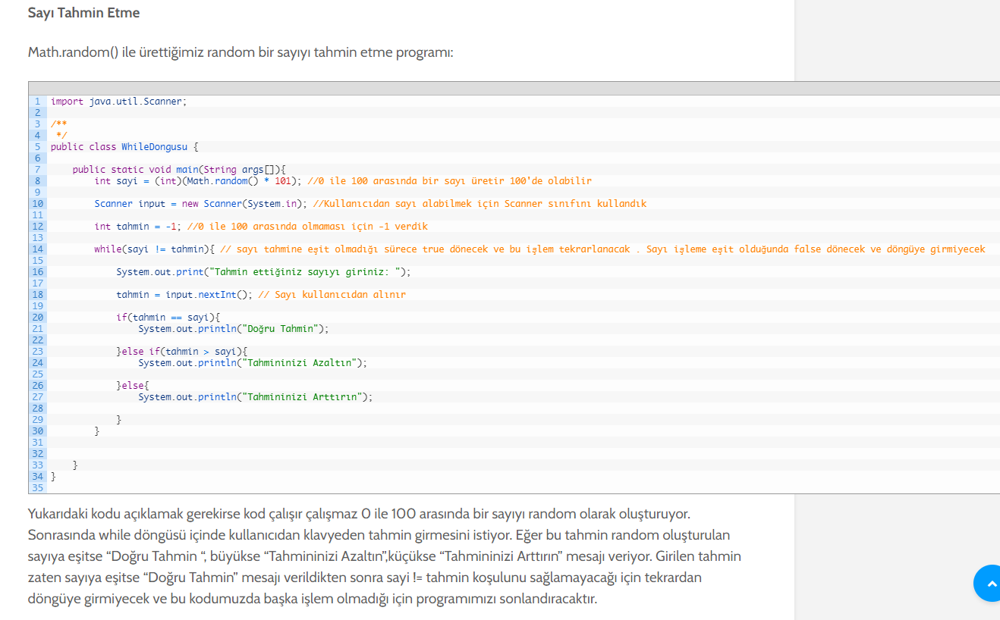 Sayı Tahmin Etme
Math.random() ile ürettiğimiz random bir sayıyı tahmin etme programı:
1 import java.util.Scanner;
2
3 /**
4  */
5 public class WhileDongusu {
6
7     public static void main(String args[]){
8         int sayi = (int)(Math.random() * 101); //0 ile 100 arasında bir sayı üretir 100'de olabilir
9
10         Scanner input = new Scanner(System.in); //Kullanıcıdan sayı alabilmek için Scanner sınıfını kullandık
11
12         int tahmin = -1; //0 ile 100 arasında olmaması için -1 verdik
13
14         while(sayi != tahmin){ // sayı tahmine eşit olmadığı sürece true dönecek ve bu işlem tekrarlanacak . Sayı işleme eşit olduğunda false dönecek ve döngüye girmiyecek
15
16             System.out.print("Tahmin ettiğiniz sayıyı giriniz: ");
17
18             tahmin = input.nextInt(); // Sayı kullanıcıdan alınır
19
20             if(tahmin == sayi){
21                 System.out.println("Doğru Tahmin");
22
23             }else if(tahmin > sayi){
24                 System.out.println("Tahmininizi Azaltın");
25
26             }else{
27                 System.out.println("Tahmininizi Arttırın");
28
29             }
30         }
31
32
33     }
34 }
35
Yukarıdaki kodu açıklamak gerekirse kod çalışır çalışmaz 0 ile 100 arasında bir sayıyı random olarak oluşturuyor.
Sonrasında while döngüsü içinde kullanıcıdan klavyeden tahmin girmesini istiyor. Eğer bu tahmin random oluşturulan
sayıya eşitse “Doğru Tahmin “, büyükse “Tahmininizi Azaltın”,küçükse “Tahmininizi Arttırın” mesajı veriyor. Girilen tahmin
zaten sayıya eşitse “Doğru Tahmin” mesajı verildikten sonra sayi != tahmin koşulunu sağlamayacağı için tekrardan
döngüye girmiyecek ve bu kodumuzda başka işlem olmadığı için programımızı sonlandıracaktır.